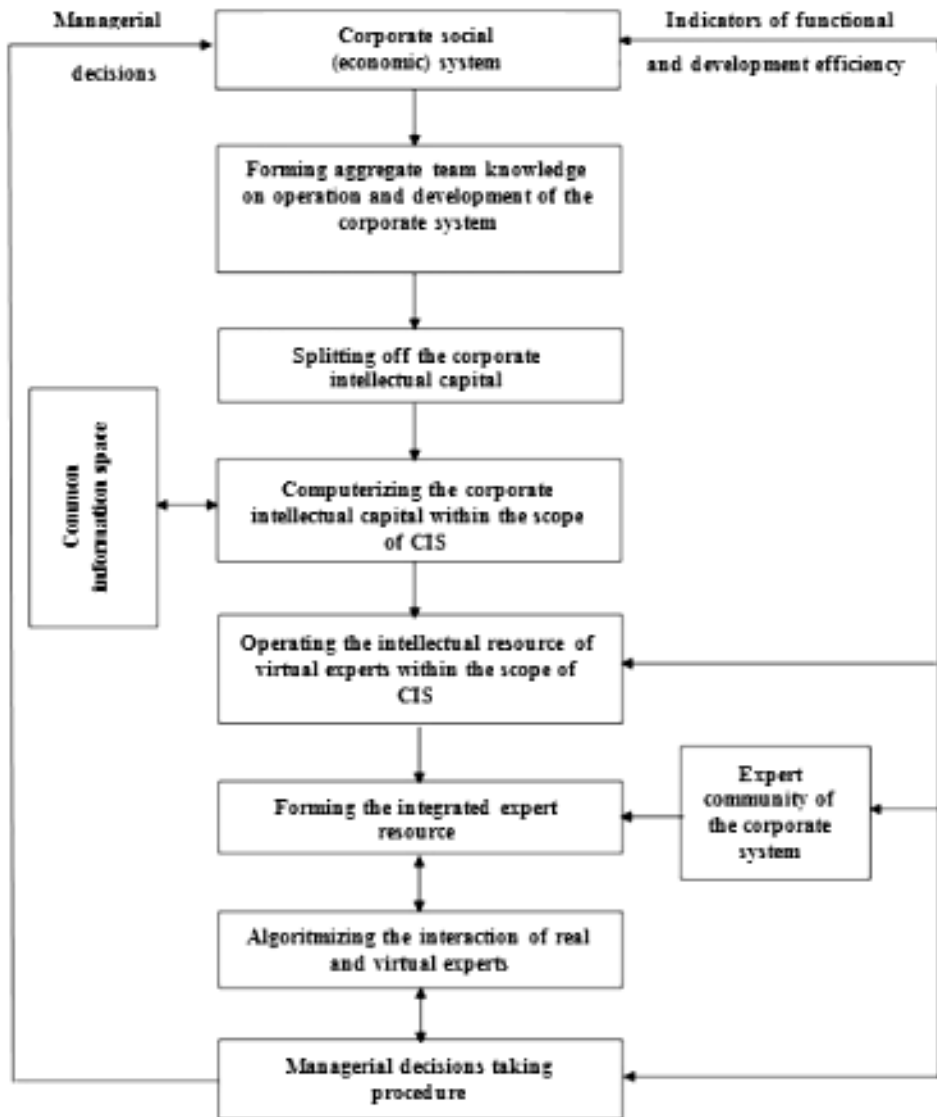 Managerial
decisions
Corporate social
(economic) system
Indicators of functional
and development efficiency
Forming aggregate team knowledge
on operation and development of the
corporate system
Splitting off the corporate
intellectual capital
Common
information space
Computerizing the corporate
intellectual capital within the scope
of CIS
Operating the intellectual resource of
virtual experts within the scope of
CIS
Forming the integrated expert
resource
Expert
community of
the corporate
system
Algoritmizing the interaction of real
and virtual experts
Managerial decisions taking
procedure